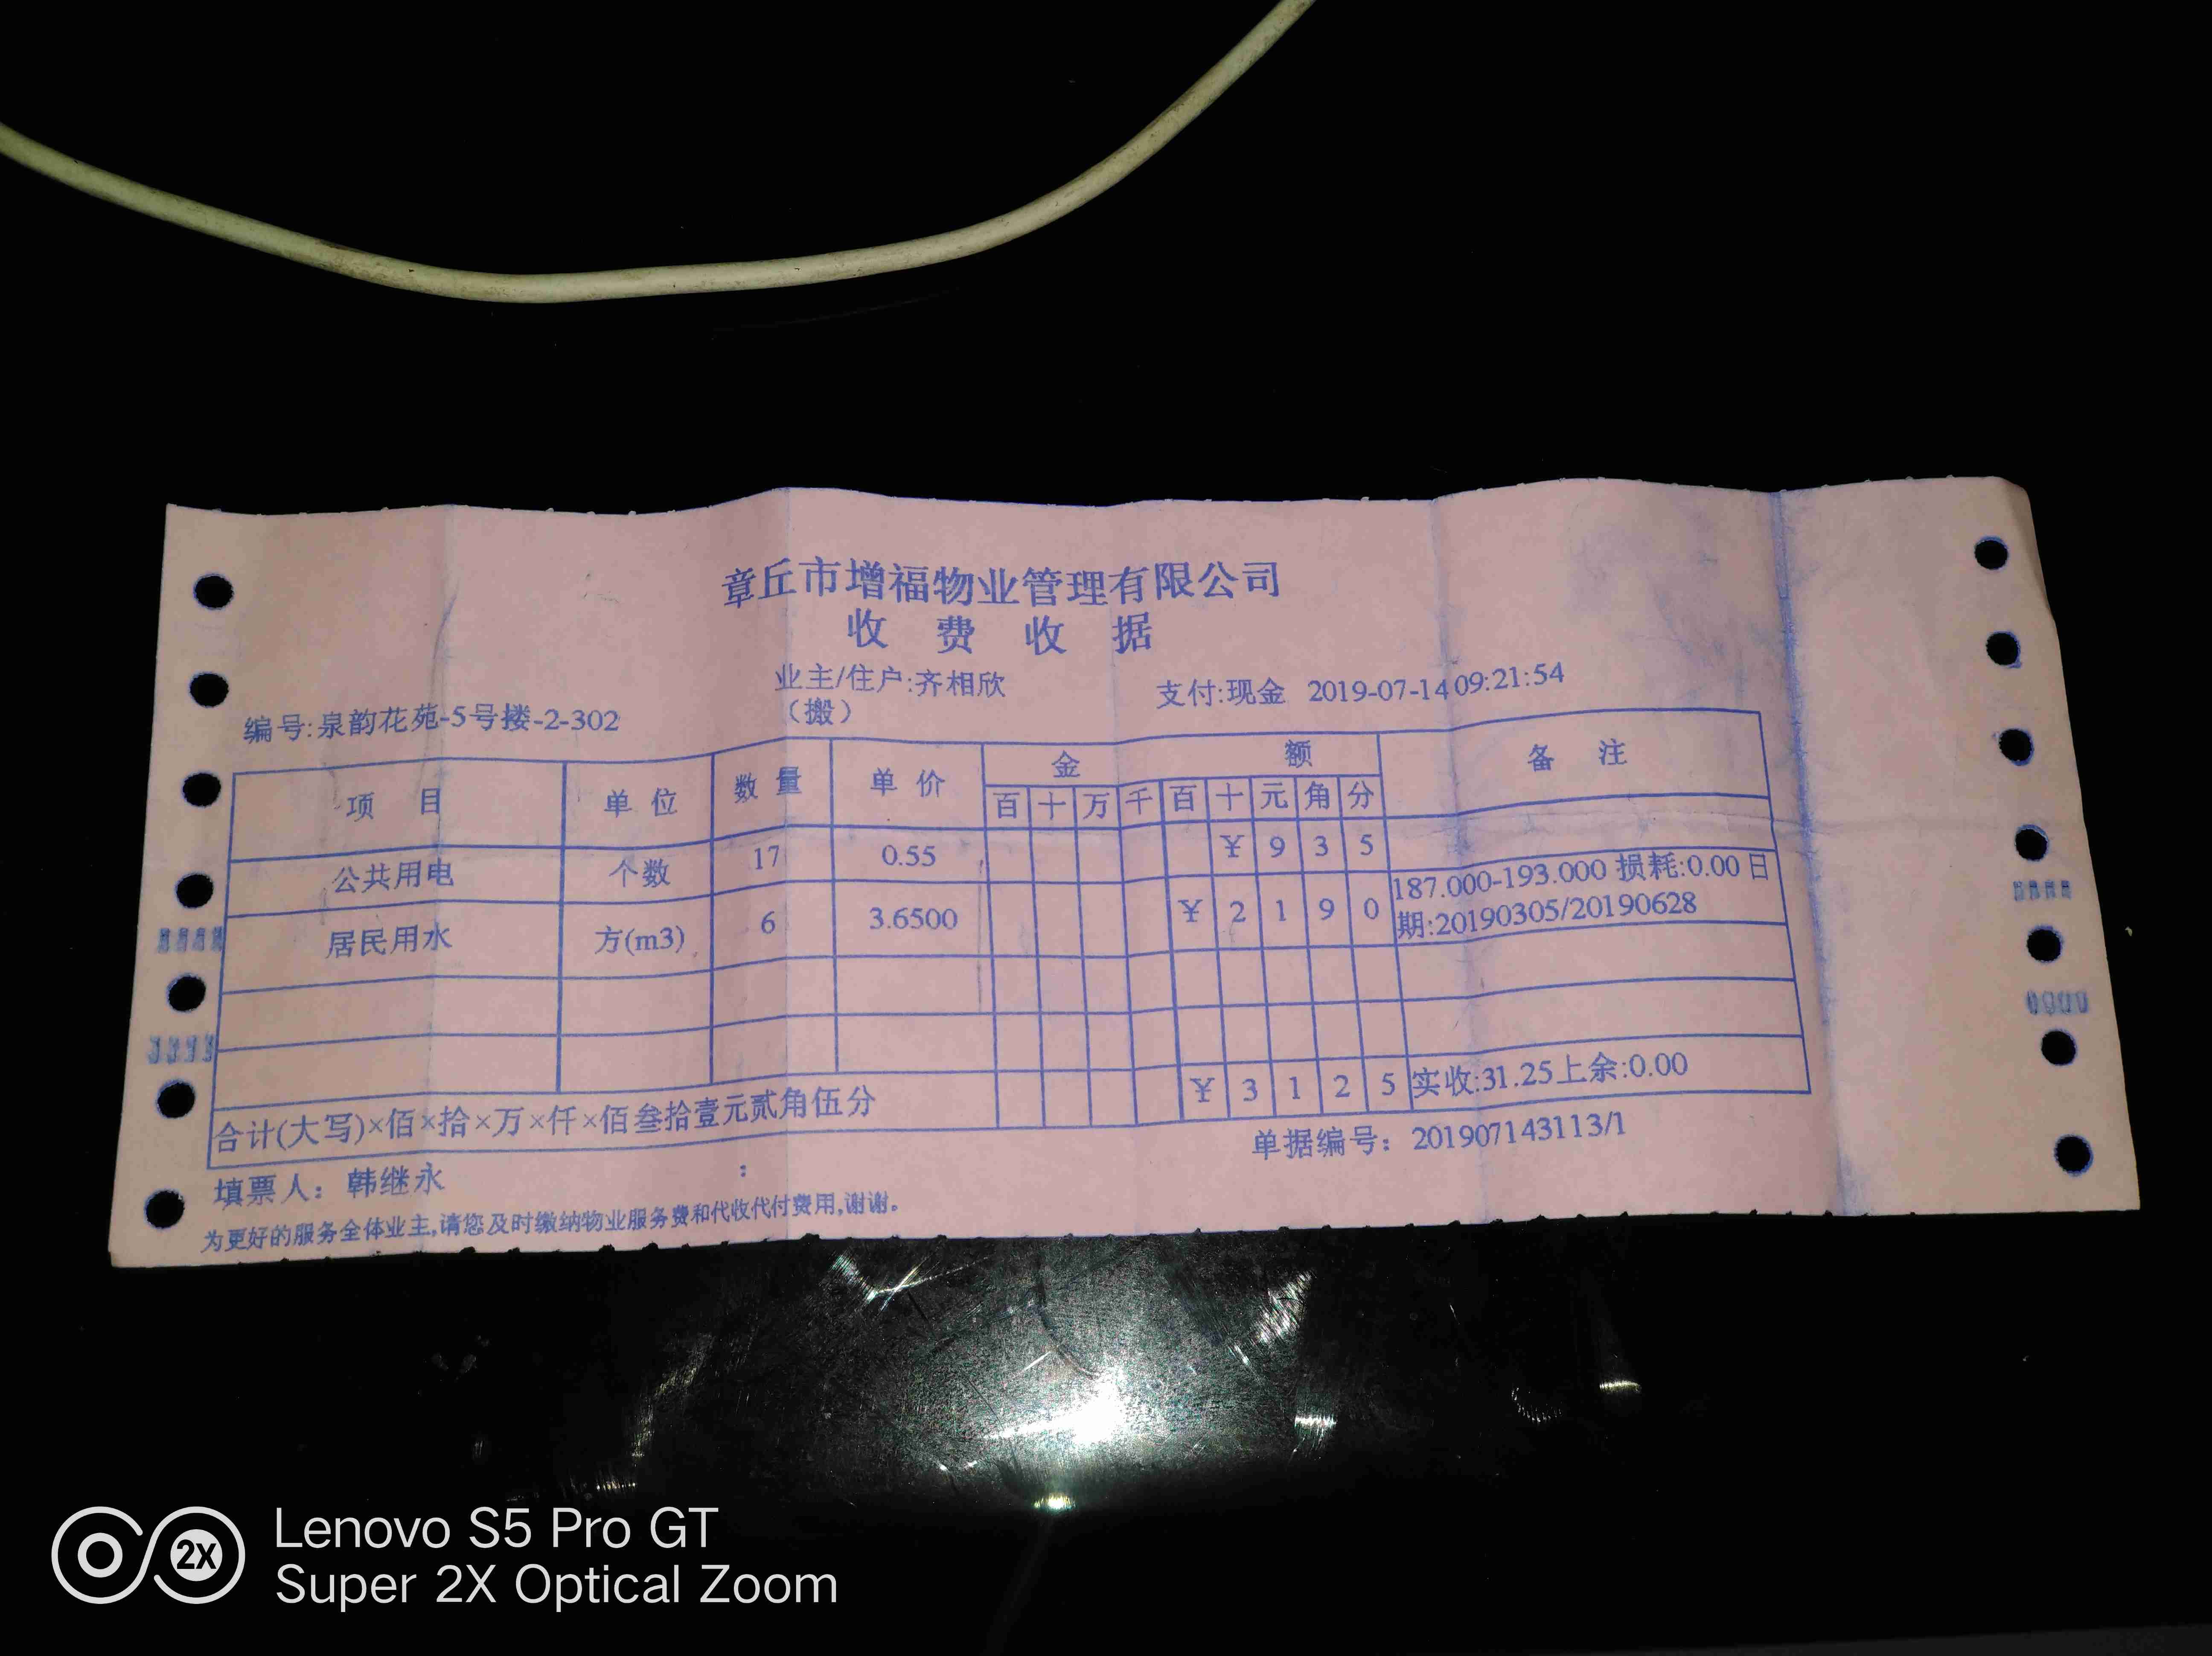 章丘市增福物业管理有限公司
收 费 收 据
业主/住户:齐相欣
(搬)
支付:现金 2019-07-14 09:21:54
编号:泉韵花苑-5号搂-2-302
项 目 单 位 数 量 单 价 金 额 备 注
百 十 万 千 百 十 元 角 分
公共用电 个数 17 0.55 ¥ 9 3 5
居民用水 方(m3) 6 3.6500 ¥ 2 1 9 0 187.000-193.000 损耗:0.00 日
期:20190305/20190628
合计(大写)×佰×拾×万×仟×佰叁拾壹元贰角伍分 ¥ 3 1 2 5 实收:31.25上余:0.00
填票人: 韩继永 : 单据编号: 201907143113/1
为更好的服务全体业主,请您及时缴纳物业服务费和代收代付费用,谢谢。
2X
Lenovo S5 Pro GT
Super 2X Optical Zoom